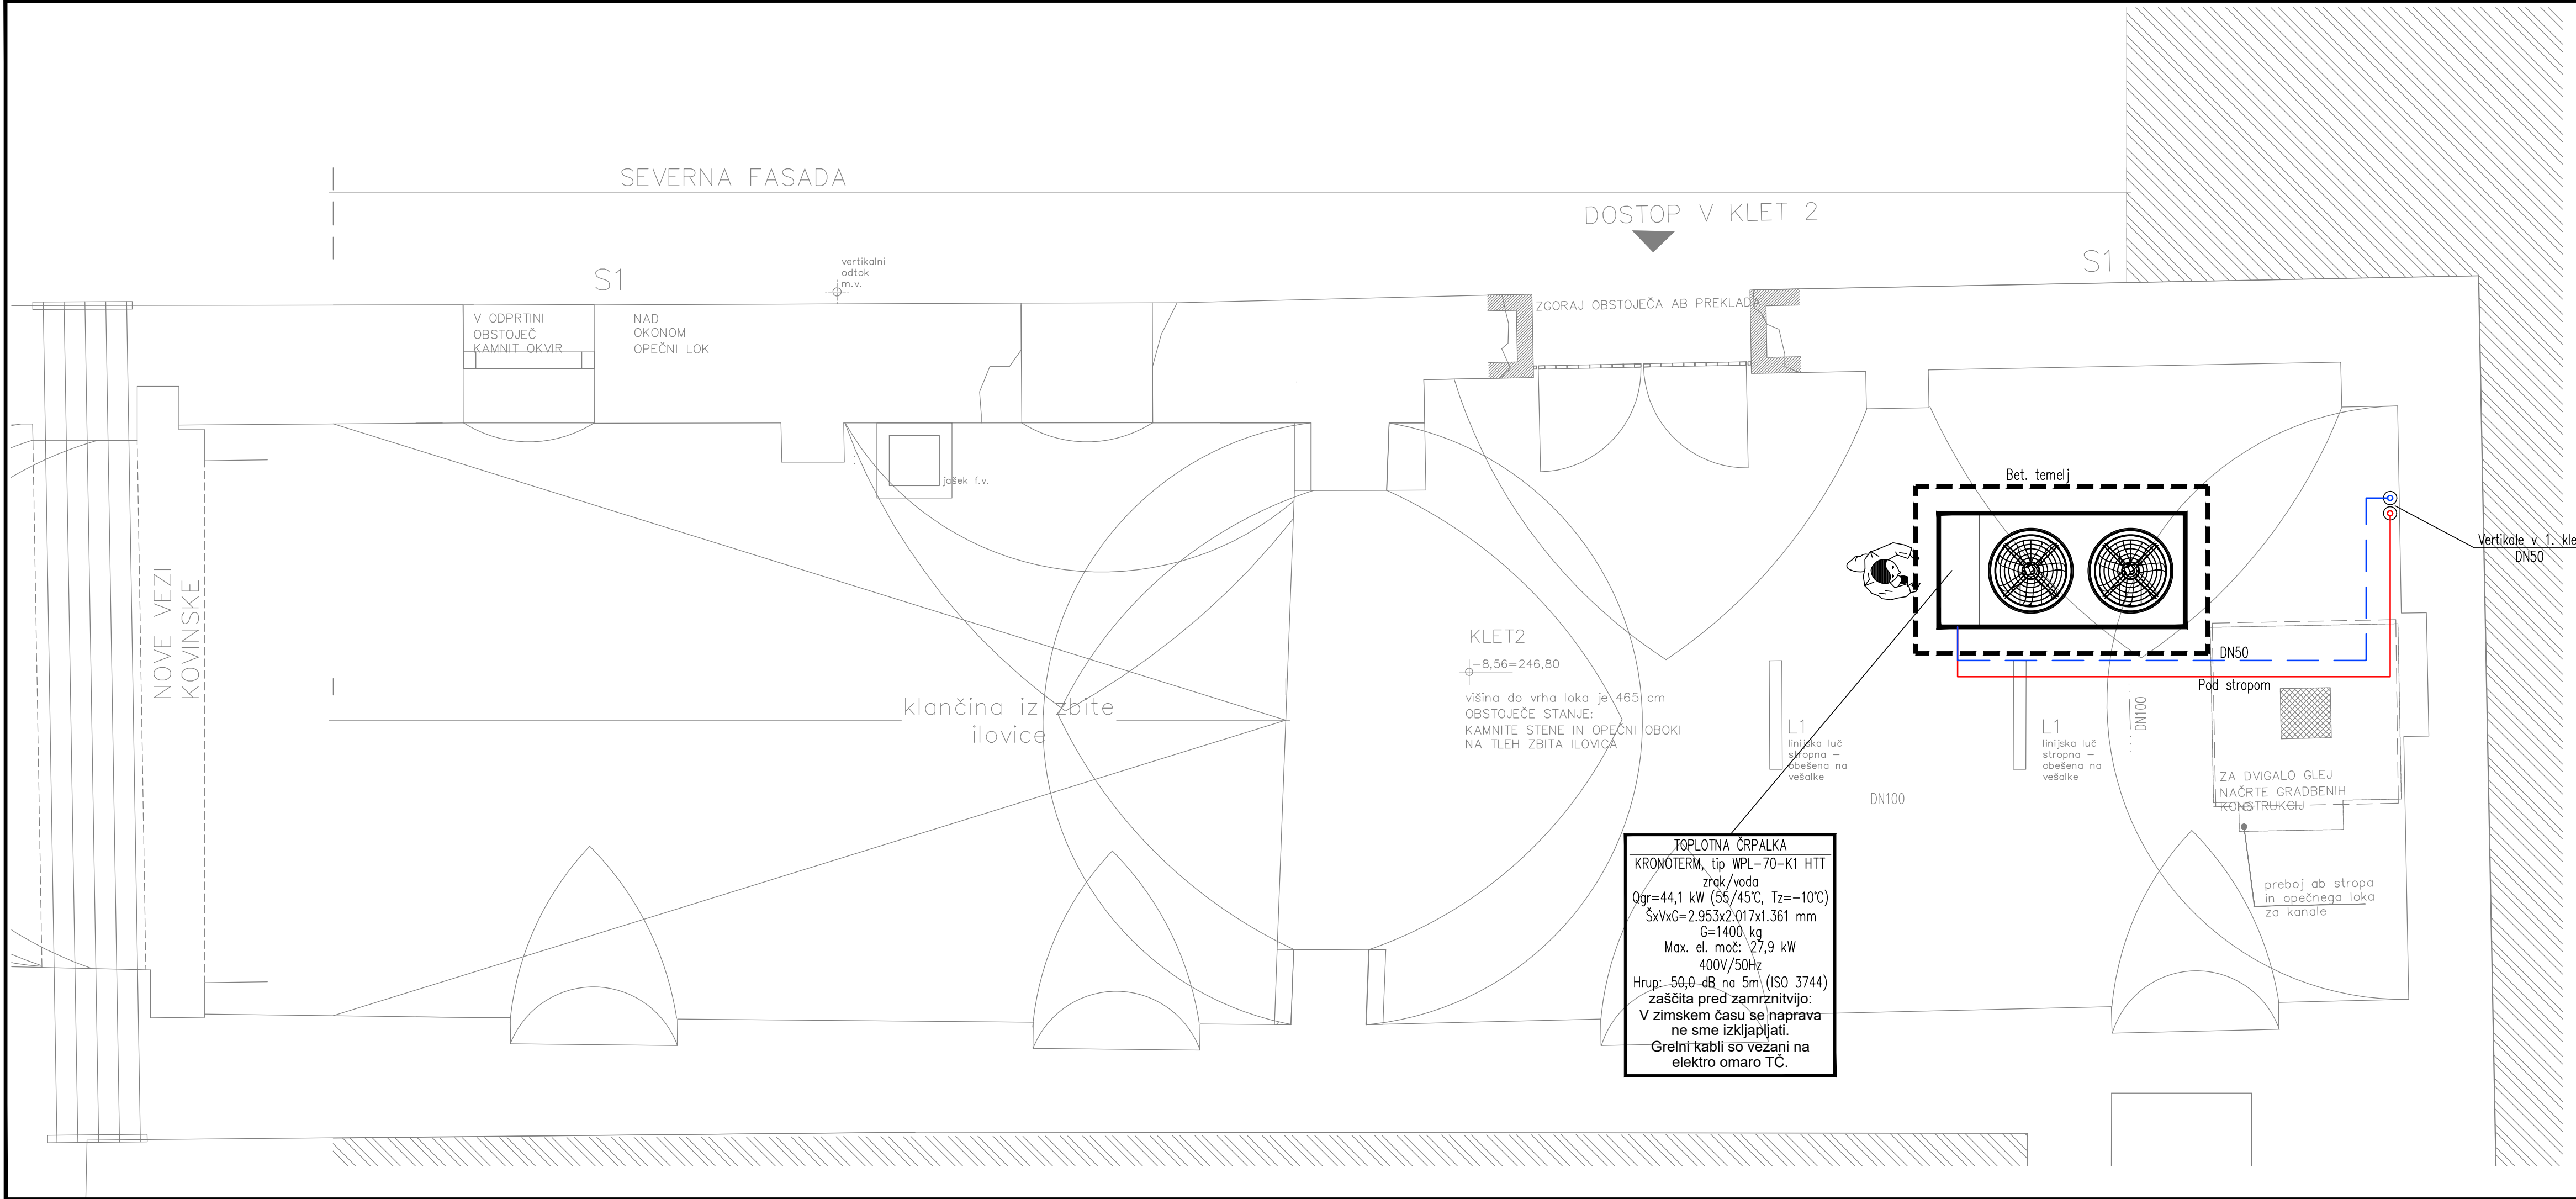 SEVERNA FASADA
DOSTOP V KLET 2
S1
S1
vertikalni
odtok
m.v.
V ODPRTINI
OBSTOJEČ
KAMNIT OKVIR
NAD
OKONOM
OPEČNI LOK
ZGORAJ OBSTOJEČA AB PREKLADA
jašek f.v.
Bet. temelj
Vertikale v 1. kle
DN50
NOVE VEZI
KOVINSKE
KLET2
-8,56=246,80
višina do vrha loka je 465 cm
OBSTOJEČE STANJE:
KAMNITE STENE IN OPEČNI OBOKI
NA TLEH ZBITA ILOVICA
klančina iz zbite
ilovice
DN50
Pod stropom
DN100
L1
linijska luč
stropna –
obešena na
vešalke
L1
linijska luč
stropna –
obešena na
vešalke
DN100
ZA DVIGALO GLEJ
NAČRTE GRADBENIH
KONSTRUKCIJ
preboj ab stropa
in opečnega loka
za kanale
TOPLOTNA ČRPALKA
KRONOTERM, tip WPL-70-K1 HTT
zrak/voda
Qgr=44,1 kW (55/45°C, Tz=-10°C)
ŠxVxG=2.953x2.017x1.361 mm
G=1400 kg
Max. el. moč: 27,9 kW
400V/50Hz
Hrup: 50,0 dB na 5m (ISO 3744)
zaščita pred zamrznitvijo:
V zimskem času se naprava
ne sme izkljapljati.
Grelni kabli so vezani na
elektro omaro TČ.